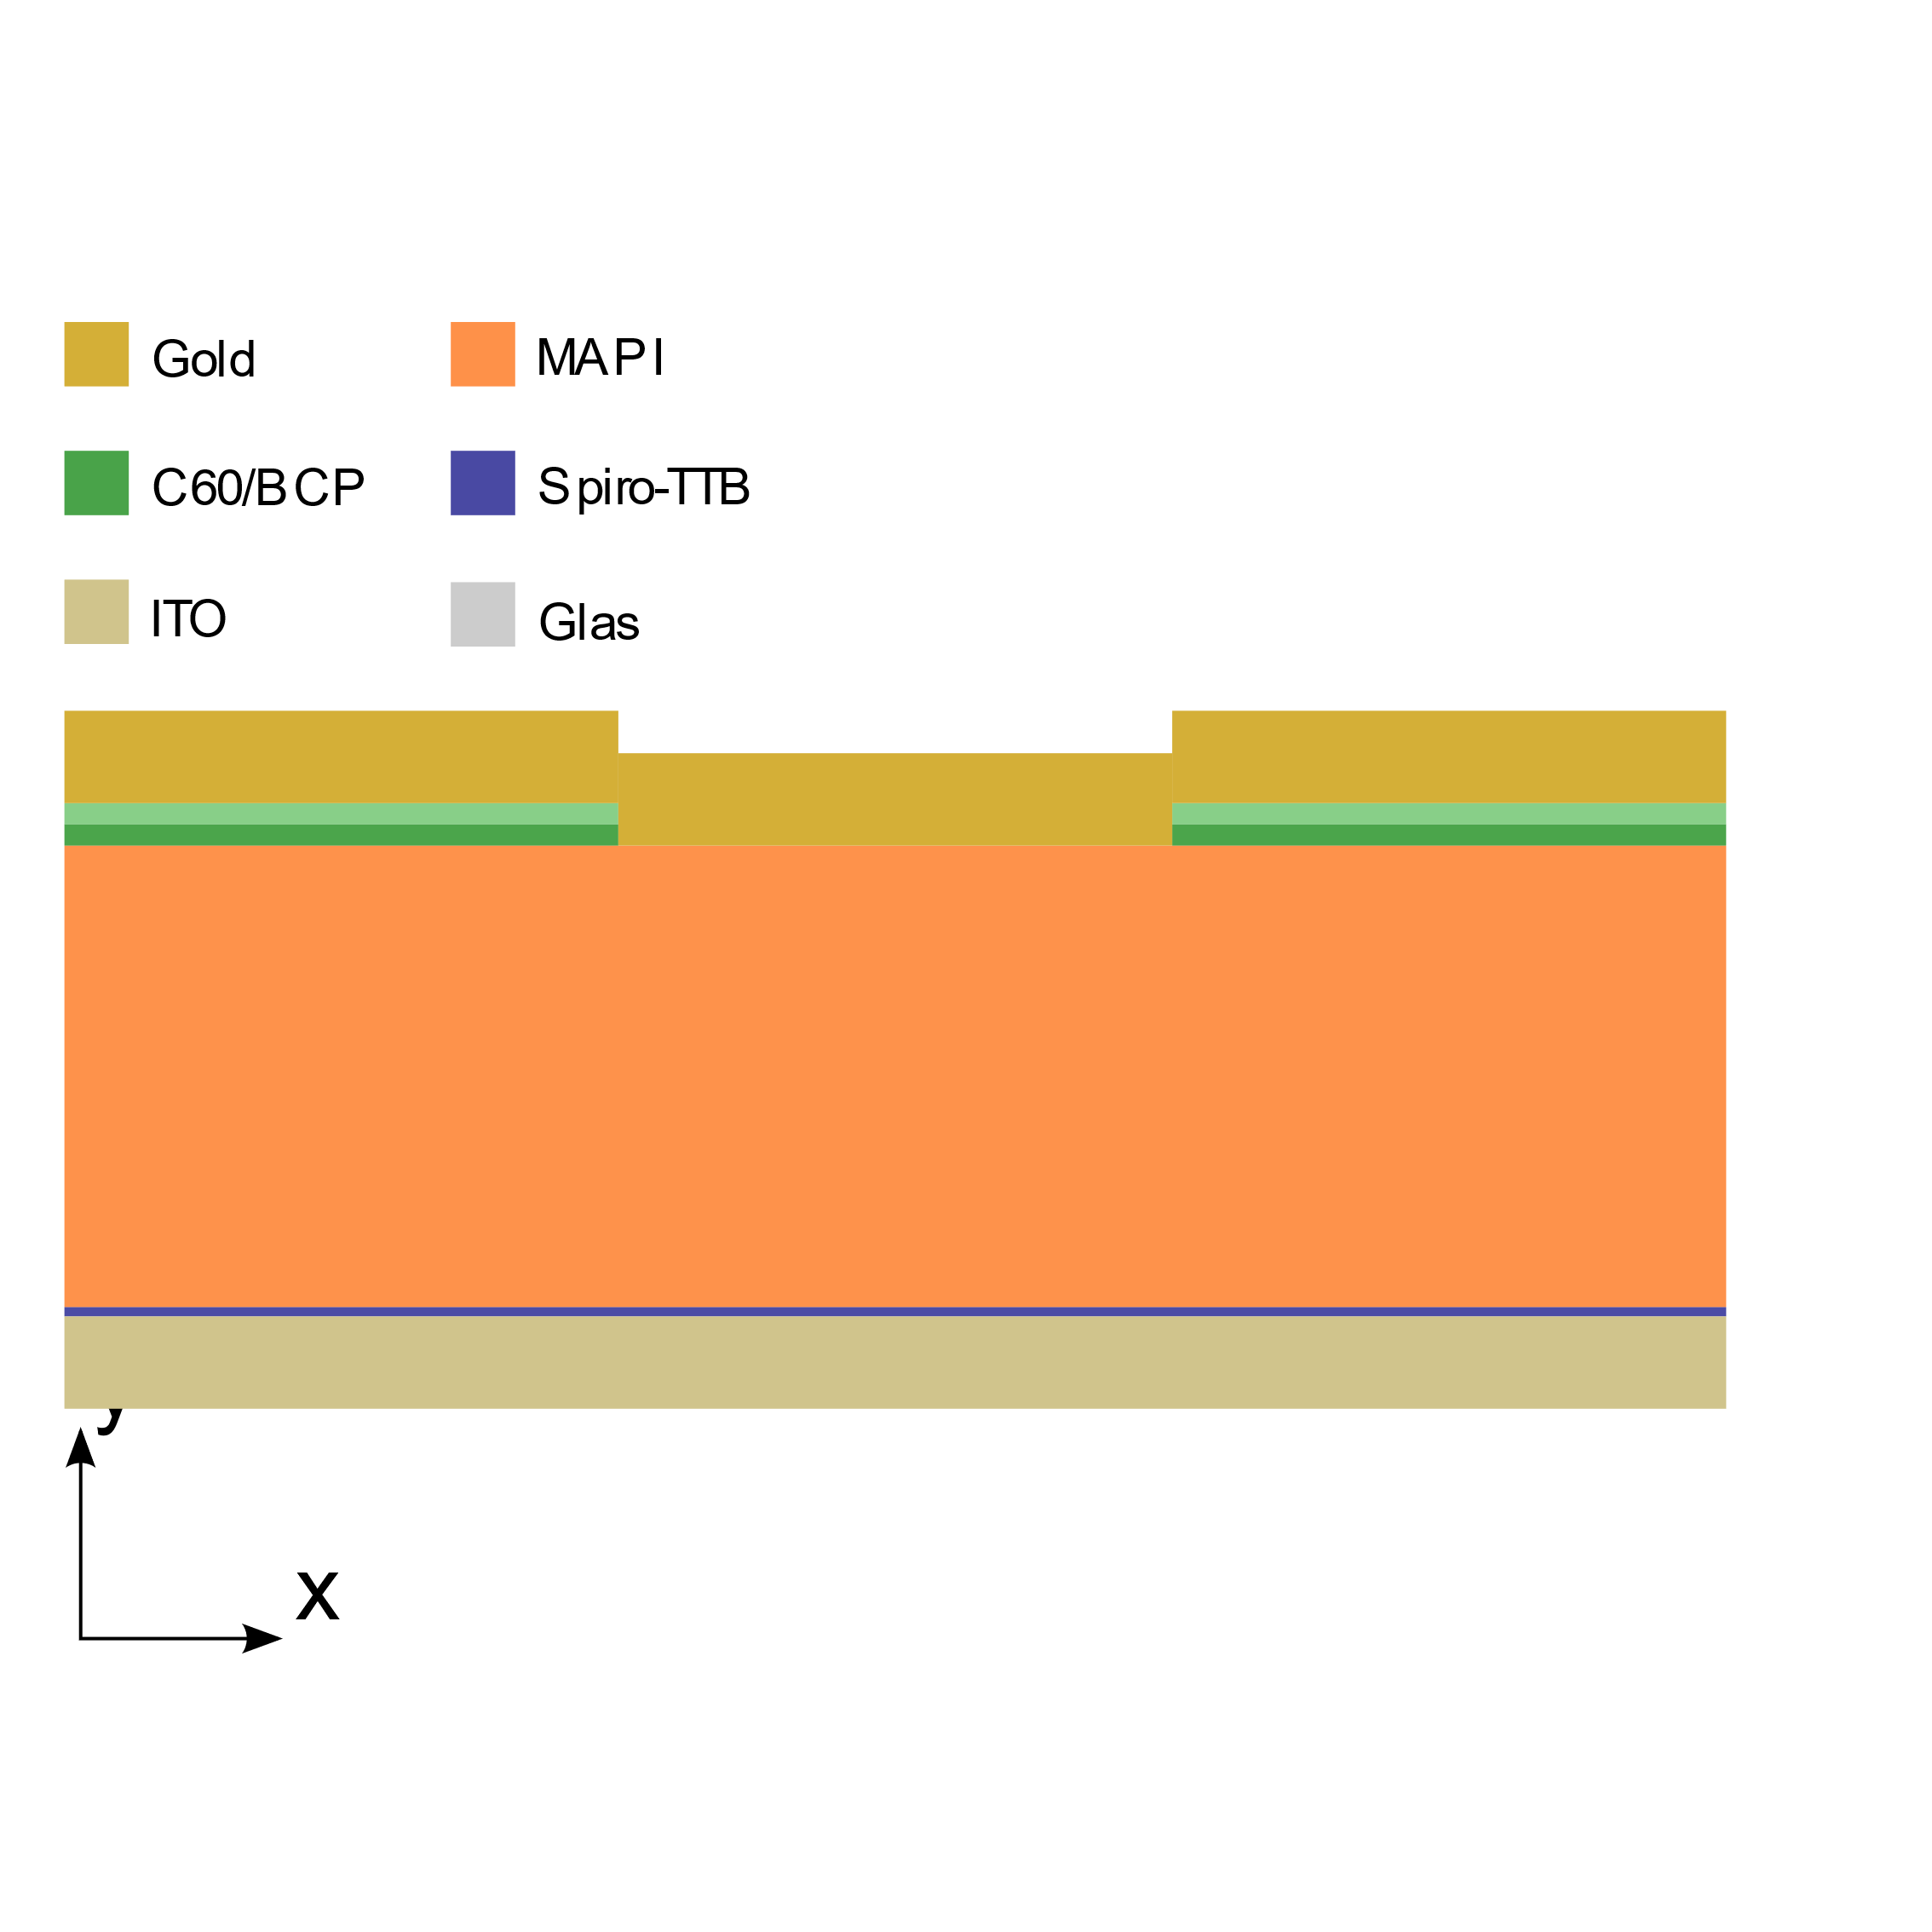 Gold MAPI
C60/BCP Spiro-TTB
ITO Glas
y
x